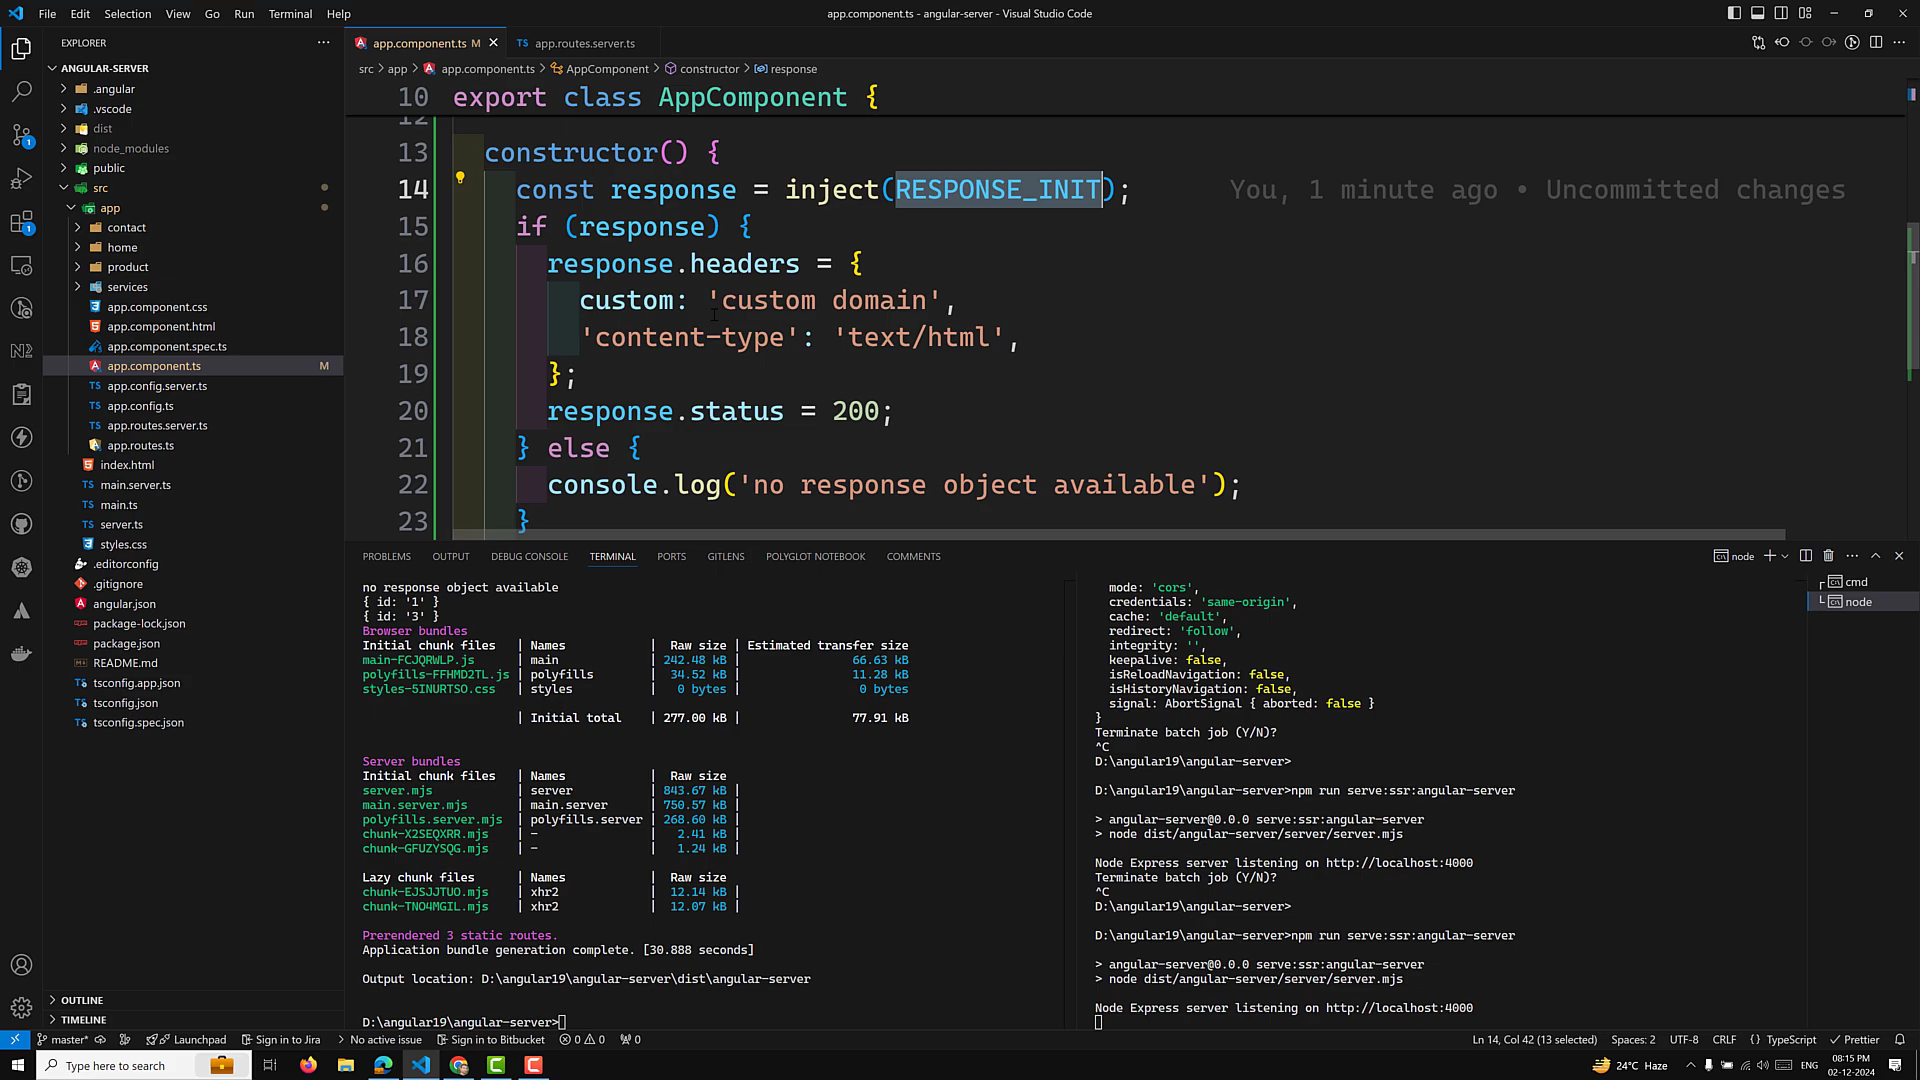 File Edit Selection View Go Run Terminal Help
app.component.ts - angular-server - Visual Studio Code
EXPLORER
ANGULAR-SERVER
.angular
.vscode
dist
node_modules
public
src
app
contact
home
product
services
app.component.css
app.component.html
app.component.spec.ts
app.component.ts M
app.config.server.ts
app.config.ts
app.routes.server.ts
app.routes.ts
index.html
main.server.ts
main.ts
server.ts
styles.css
.editorconfig
.gitignore
angular.json
package-lock.json
package.json
README.md
tsconfig.app.json
tsconfig.json
tsconfig.spec.json
OUTLINE
TIMELINE
app.component.ts M
app.routes.server.ts
src > app > app.component.ts > AppComponent > constructor > response
10 export class AppComponent {
12
13 constructor() {
14 const response = inject(RESPONSE_INIT); You, 1 minute ago • Uncommitted changes
15 if (response) {
16 response.headers = {
17 custom: 'custom domain',
18 'content-type': 'text/html',
19 };
20 response.status = 200;
21 } else {
22 console.log('no response object available');
23 }
PROBLEMS OUTPUT DEBUG CONSOLE TERMINAL PORTS GITLENS POLYGLOT NOTEBOOK COMMENTS
node
no response object available
{ id: '1' }
{ id: '3' }
Browser bundles
Initial chunk files | Names | Raw size | Estimated transfer size
main-FCJQRWLP.js | main | 242.48 kB | 66.63 kB
polyfills-FFHMD2TL.js | polyfills | 34.52 kB | 11.28 kB
styles-5INURTSO.css | styles | 0 bytes | 0 bytes
| Initial total | 277.00 kB | 77.91 kB
Server bundles
Initial chunk files | Names | Raw size
server.mjs | server | 843.67 kB |
main.server.mjs | main.server | 750.57 kB |
polyfills.server.mjs | polyfills.server | 268.60 kB |
chunk-X2SEQXRR.mjs | - | 2.41 kB |
chunk-GFUZYSQG.mjs | - | 1.24 kB |
Lazy chunk files | Names | Raw size
chunk-EJSJJTUO.mjs | xhr2 | 12.14 kB |
chunk-TNO4MGIL.mjs | xhr2 | 12.07 kB |
Prerendered 3 static routes.
Application bundle generation complete. [30.888 seconds]
Output location: D:\angular19\angular-server\dist\angular-server
D:\angular19\angular-server>
mode: 'cors',
credentials: 'same-origin',
cache: 'default',
redirect: 'follow',
integrity: '',
keepalive: false,
isReloadNavigation: false,
isHistoryNavigation: false,
signal: AbortSignal { aborted: false }
}
Terminate batch job (Y/N)?
^C
D:\angular19\angular-server>
D:\angular19\angular-server>npm run serve:ssr:angular-server
> angular-server@0.0.0 serve:ssr:angular-server
> node dist/angular-server/server/server.mjs
Node Express server listening on http://localhost:4000
Terminate batch job (Y/N)?
^C
D:\angular19\angular-server>
D:\angular19\angular-server>npm run serve:ssr:angular-server
> angular-server@0.0.0 serve:ssr:angular-server
> node dist/angular-server/server/server.mjs
Node Express server listening on http://localhost:4000
cmd
node
master* Launchpad Sign in to Jira No active issue Sign in to Bitbucket 0 0 0
Ln 14, Col 42 (13 selected) Spaces: 2 UTF-8 CRLF {} TypeScript Prettier
Type here to search
24°C Haze ENG
08:15 PM
02-12-2024